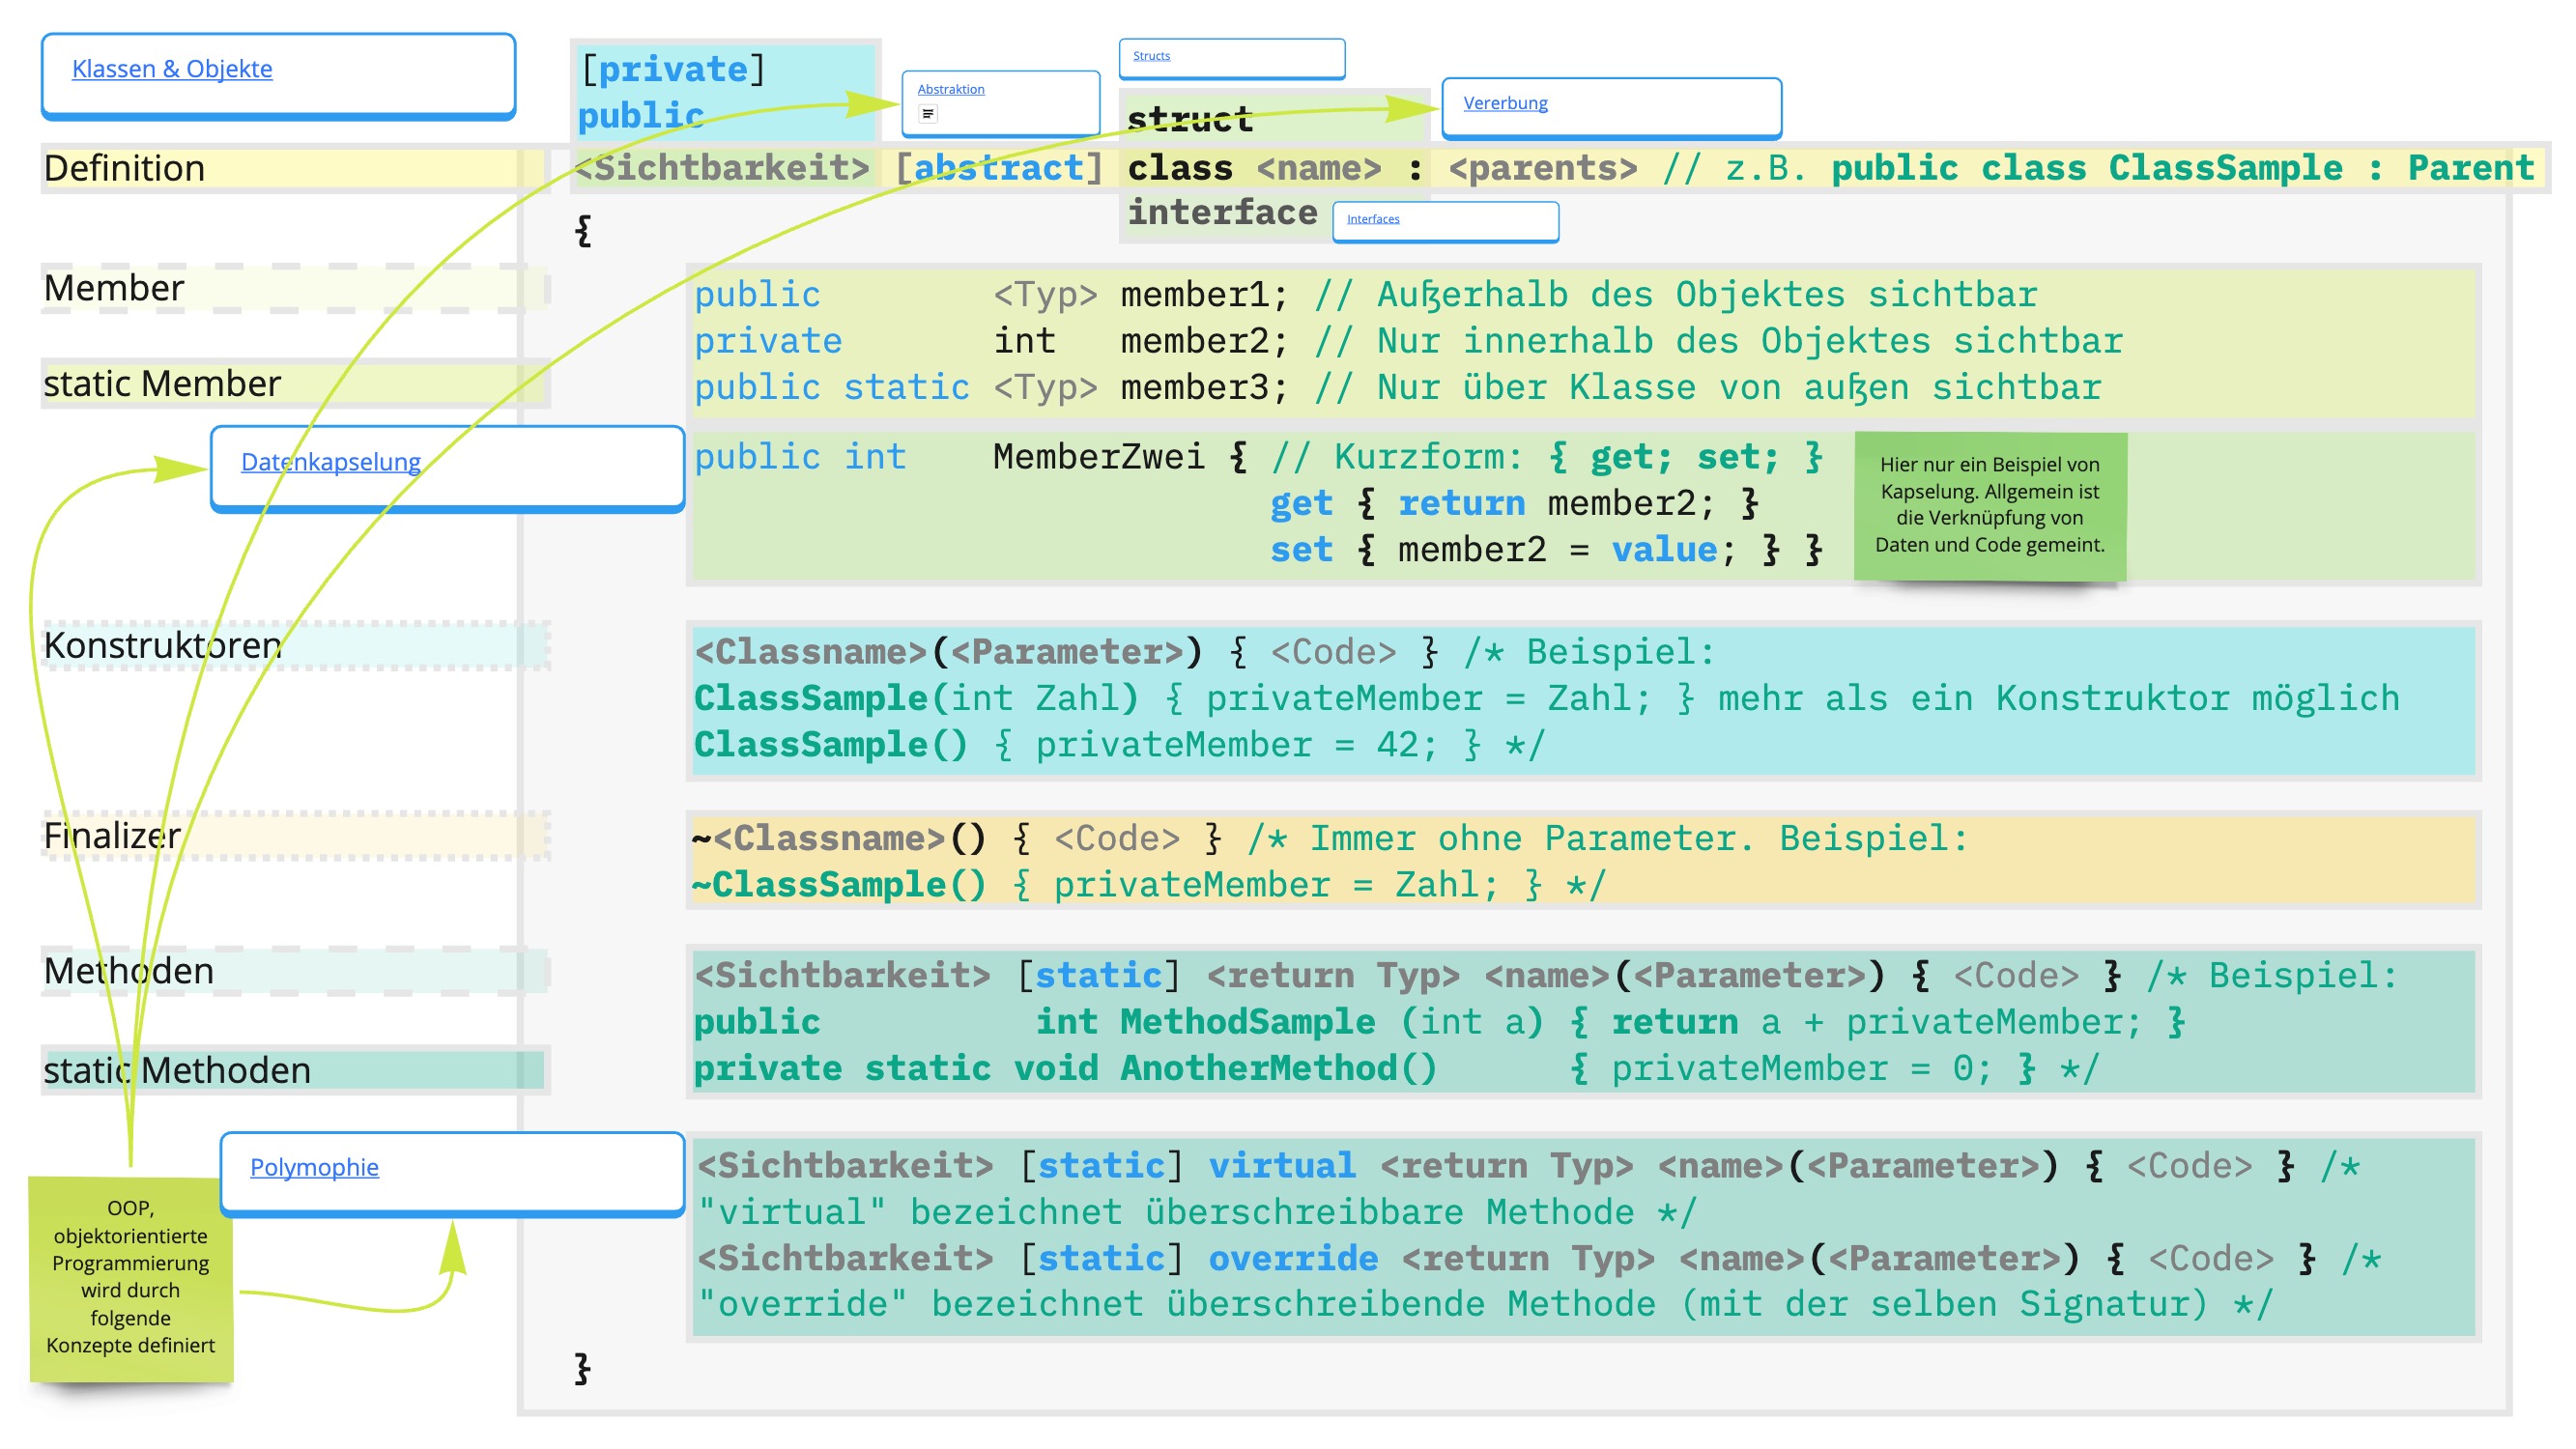 Klassen & Objekte
[private]
public
Abstraktion
Structs
struct
Vererbung
Definition
<Sichtbarkeit> [abstract] class <name> : <parents> // z.B. public class ClassSample : Parent
interface
Interfaces
{
Member
public <Typ> member1; // Außerhalb des Objektes sichtbar
private int member2; // Nur innerhalb des Objektes sichtbar
static Member
public static <Typ> member3; // Nur über Klasse von außen sichtbar
Datenkapselung
public int MemberZwei { // Kurzform: { get; set; }
get { return member2; }
set { member2 = value; } }
Hier nur ein Beispiel von
Kapselung. Allgemein ist
die Verknüpfung von
Daten und Code gemeint.
Konstruktoren
<Classname>(<Parameter>) { <Code> } /* Beispiel:
ClassSample(int Zahl) { privateMember = Zahl; } mehr als ein Konstruktor möglich
ClassSample() { privateMember = 42; } */
Finalizer
~<Classname>() { <Code> } /* Immer ohne Parameter. Beispiel:
~ClassSample() { privateMember = Zahl; } */
Methoden
<Sichtbarkeit> [static] <return Typ> <name>(<Parameter>) { <Code> } /* Beispiel:
public int MethodSample (int a) { return a + privateMember; }
static Methoden
private static void AnotherMethod() { privateMember = 0; } */
Polymophie
<Sichtbarkeit> [static] virtual <return Typ> <name>(<Parameter>) { <Code> } /*
"virtual" bezeichnet überschreibbare Methode */
<Sichtbarkeit> [static] override <return Typ> <name>(<Parameter>) { <Code> } /*
"override" bezeichnet überschreibende Methode (mit der selben Signatur) */
}
OOP,
objektorientierte
Programmierung
wird durch
folgende
Konzepte definiert